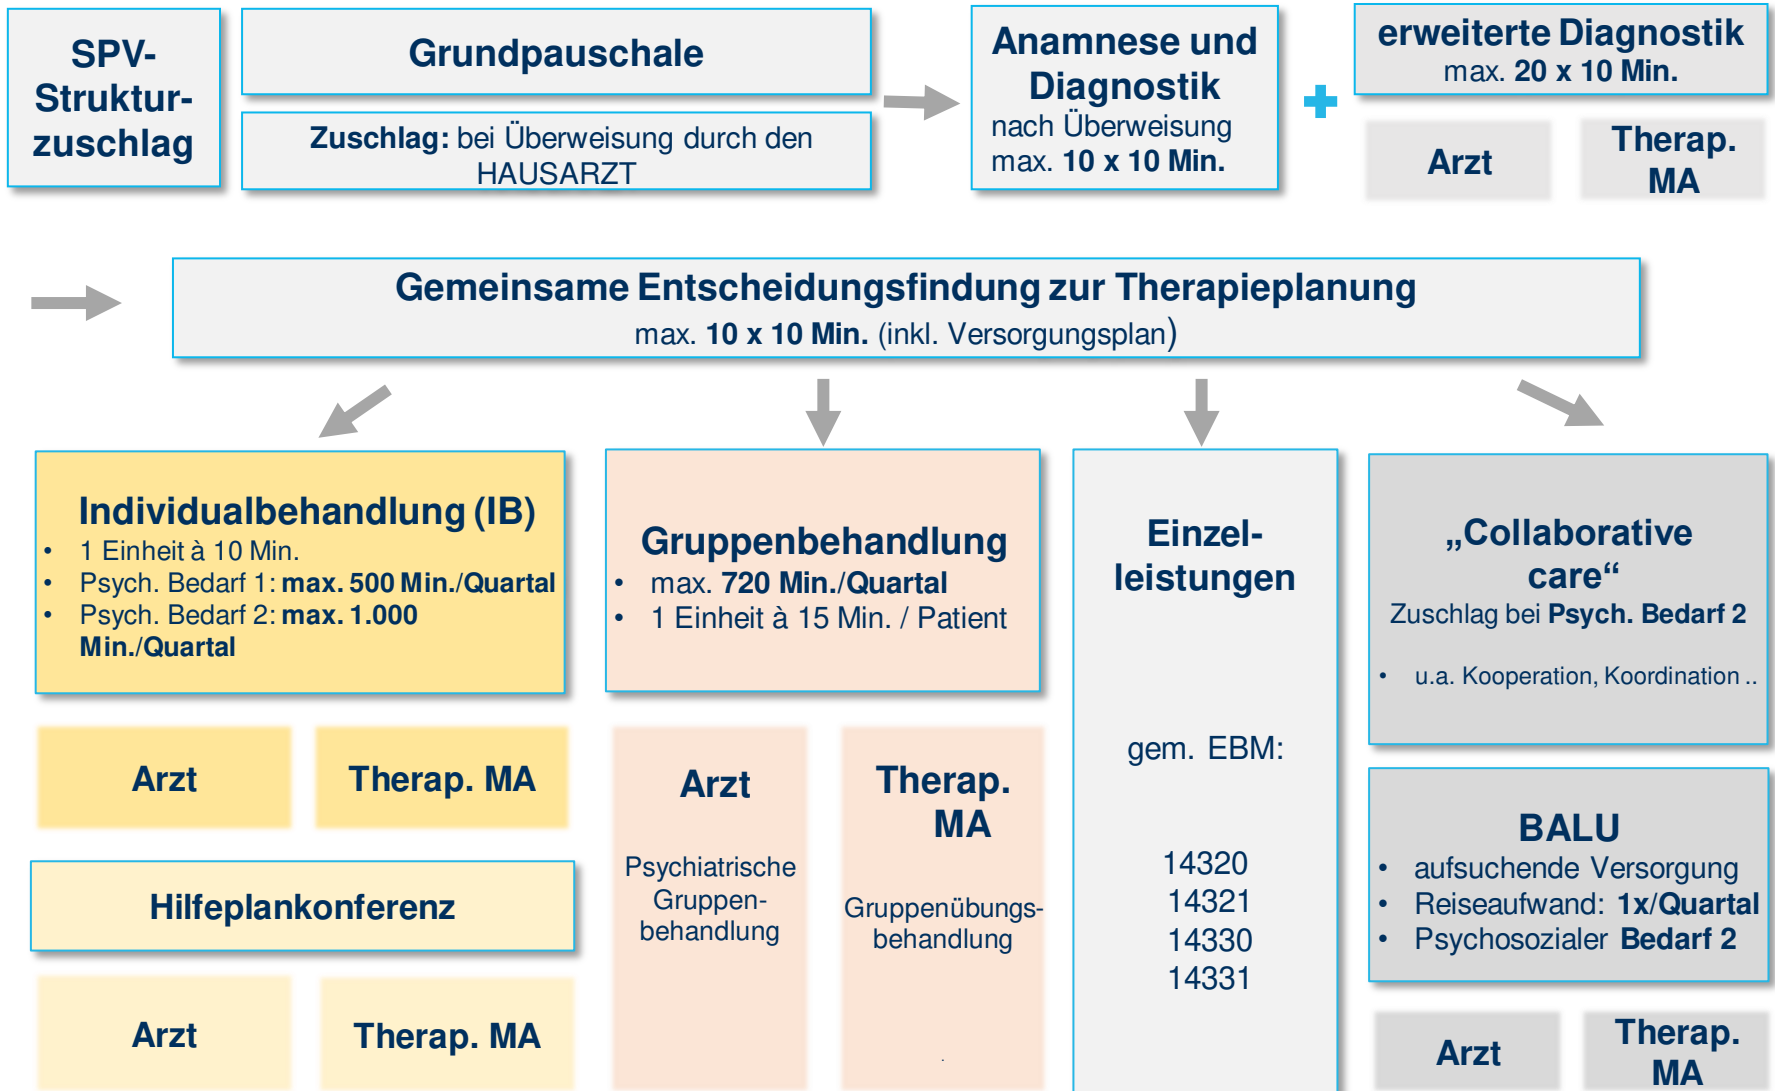 SPV-
Struktur-
zuschlag
Grundpauschale
Zuschlag: bei Überweisung durch den
HAUSARZT
Anamnese und
Diagnostik
nach Überweisung
max. 10 x 10 Min.
erweiterte Diagnostik
max. 20 x 10 Min.
Arzt
Therap.
MA
Gemeinsame Entscheidungsfindung zur Therapieplanung
max. 10 x 10 Min. (inkl. Versorgungsplan)
Individualbehandlung (IB)
• 1 Einheit à 10 Min.
• Psych. Bedarf 1: max. 500 Min./Quartal
• Psych. Bedarf 2: max. 1.000
Min./Quartal
Arzt
Therap. MA
Hilfeplankonferenz
Arzt
Therap. MA
Gruppenbehandlung
• max. 720 Min./Quartal
• 1 Einheit à 15 Min. / Patient
Arzt
Psychiatrische
Gruppen-
behandlung
Therap.
MA
Gruppenübungs-
behandlung
.
Einzel-
leistungen
gem. EBM:
14320
14321
14330
14331
„Collaborative
care“
Zuschlag bei Psych. Bedarf 2
• u.a. Kooperation, Koordination ..
BALU
• aufsuchende Versorgung
• Reiseaufwand: 1x/Quartal
• Psychosozialer Bedarf 2
Arzt
Therap.
MA